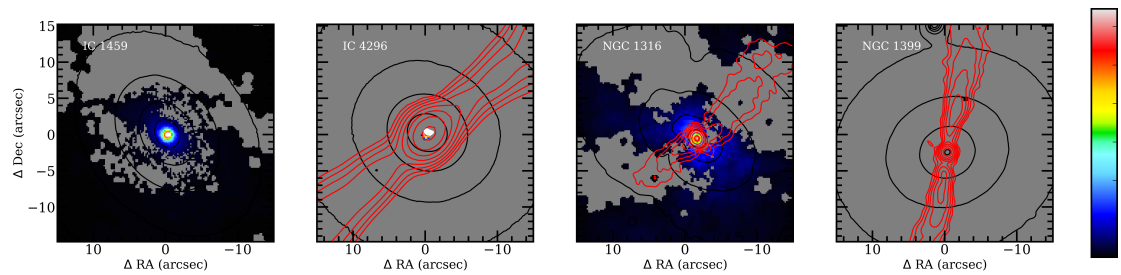 IC 1459
IC 4296
NGC 1316
NGC 1399
15
10
5
0
−5
−10
Δ Dec (arcsec)
10 0 −10
10 0 −10
10 0 −10
10 0 −10
Δ RA (arcsec)
Δ RA (arcsec)
Δ RA (arcsec)
Δ RA (arcsec)